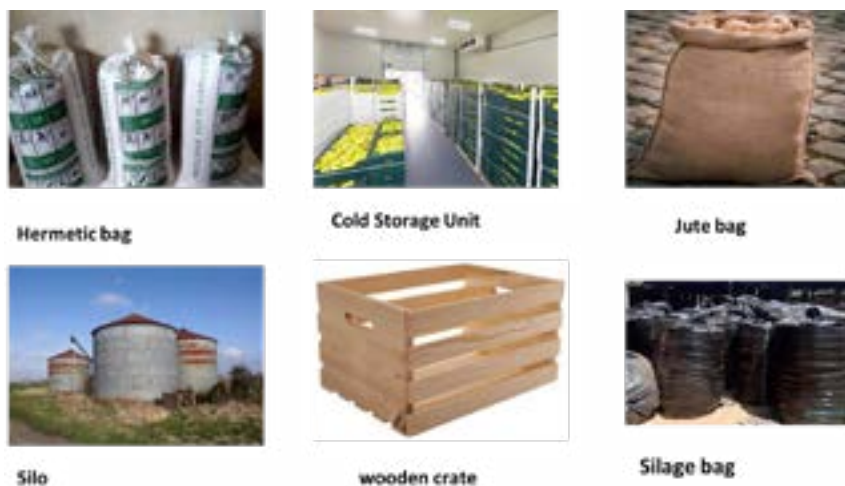 Hermetic bag
Cold Storage Unit
Jute bag
Silo
wooden crate
Silage bag